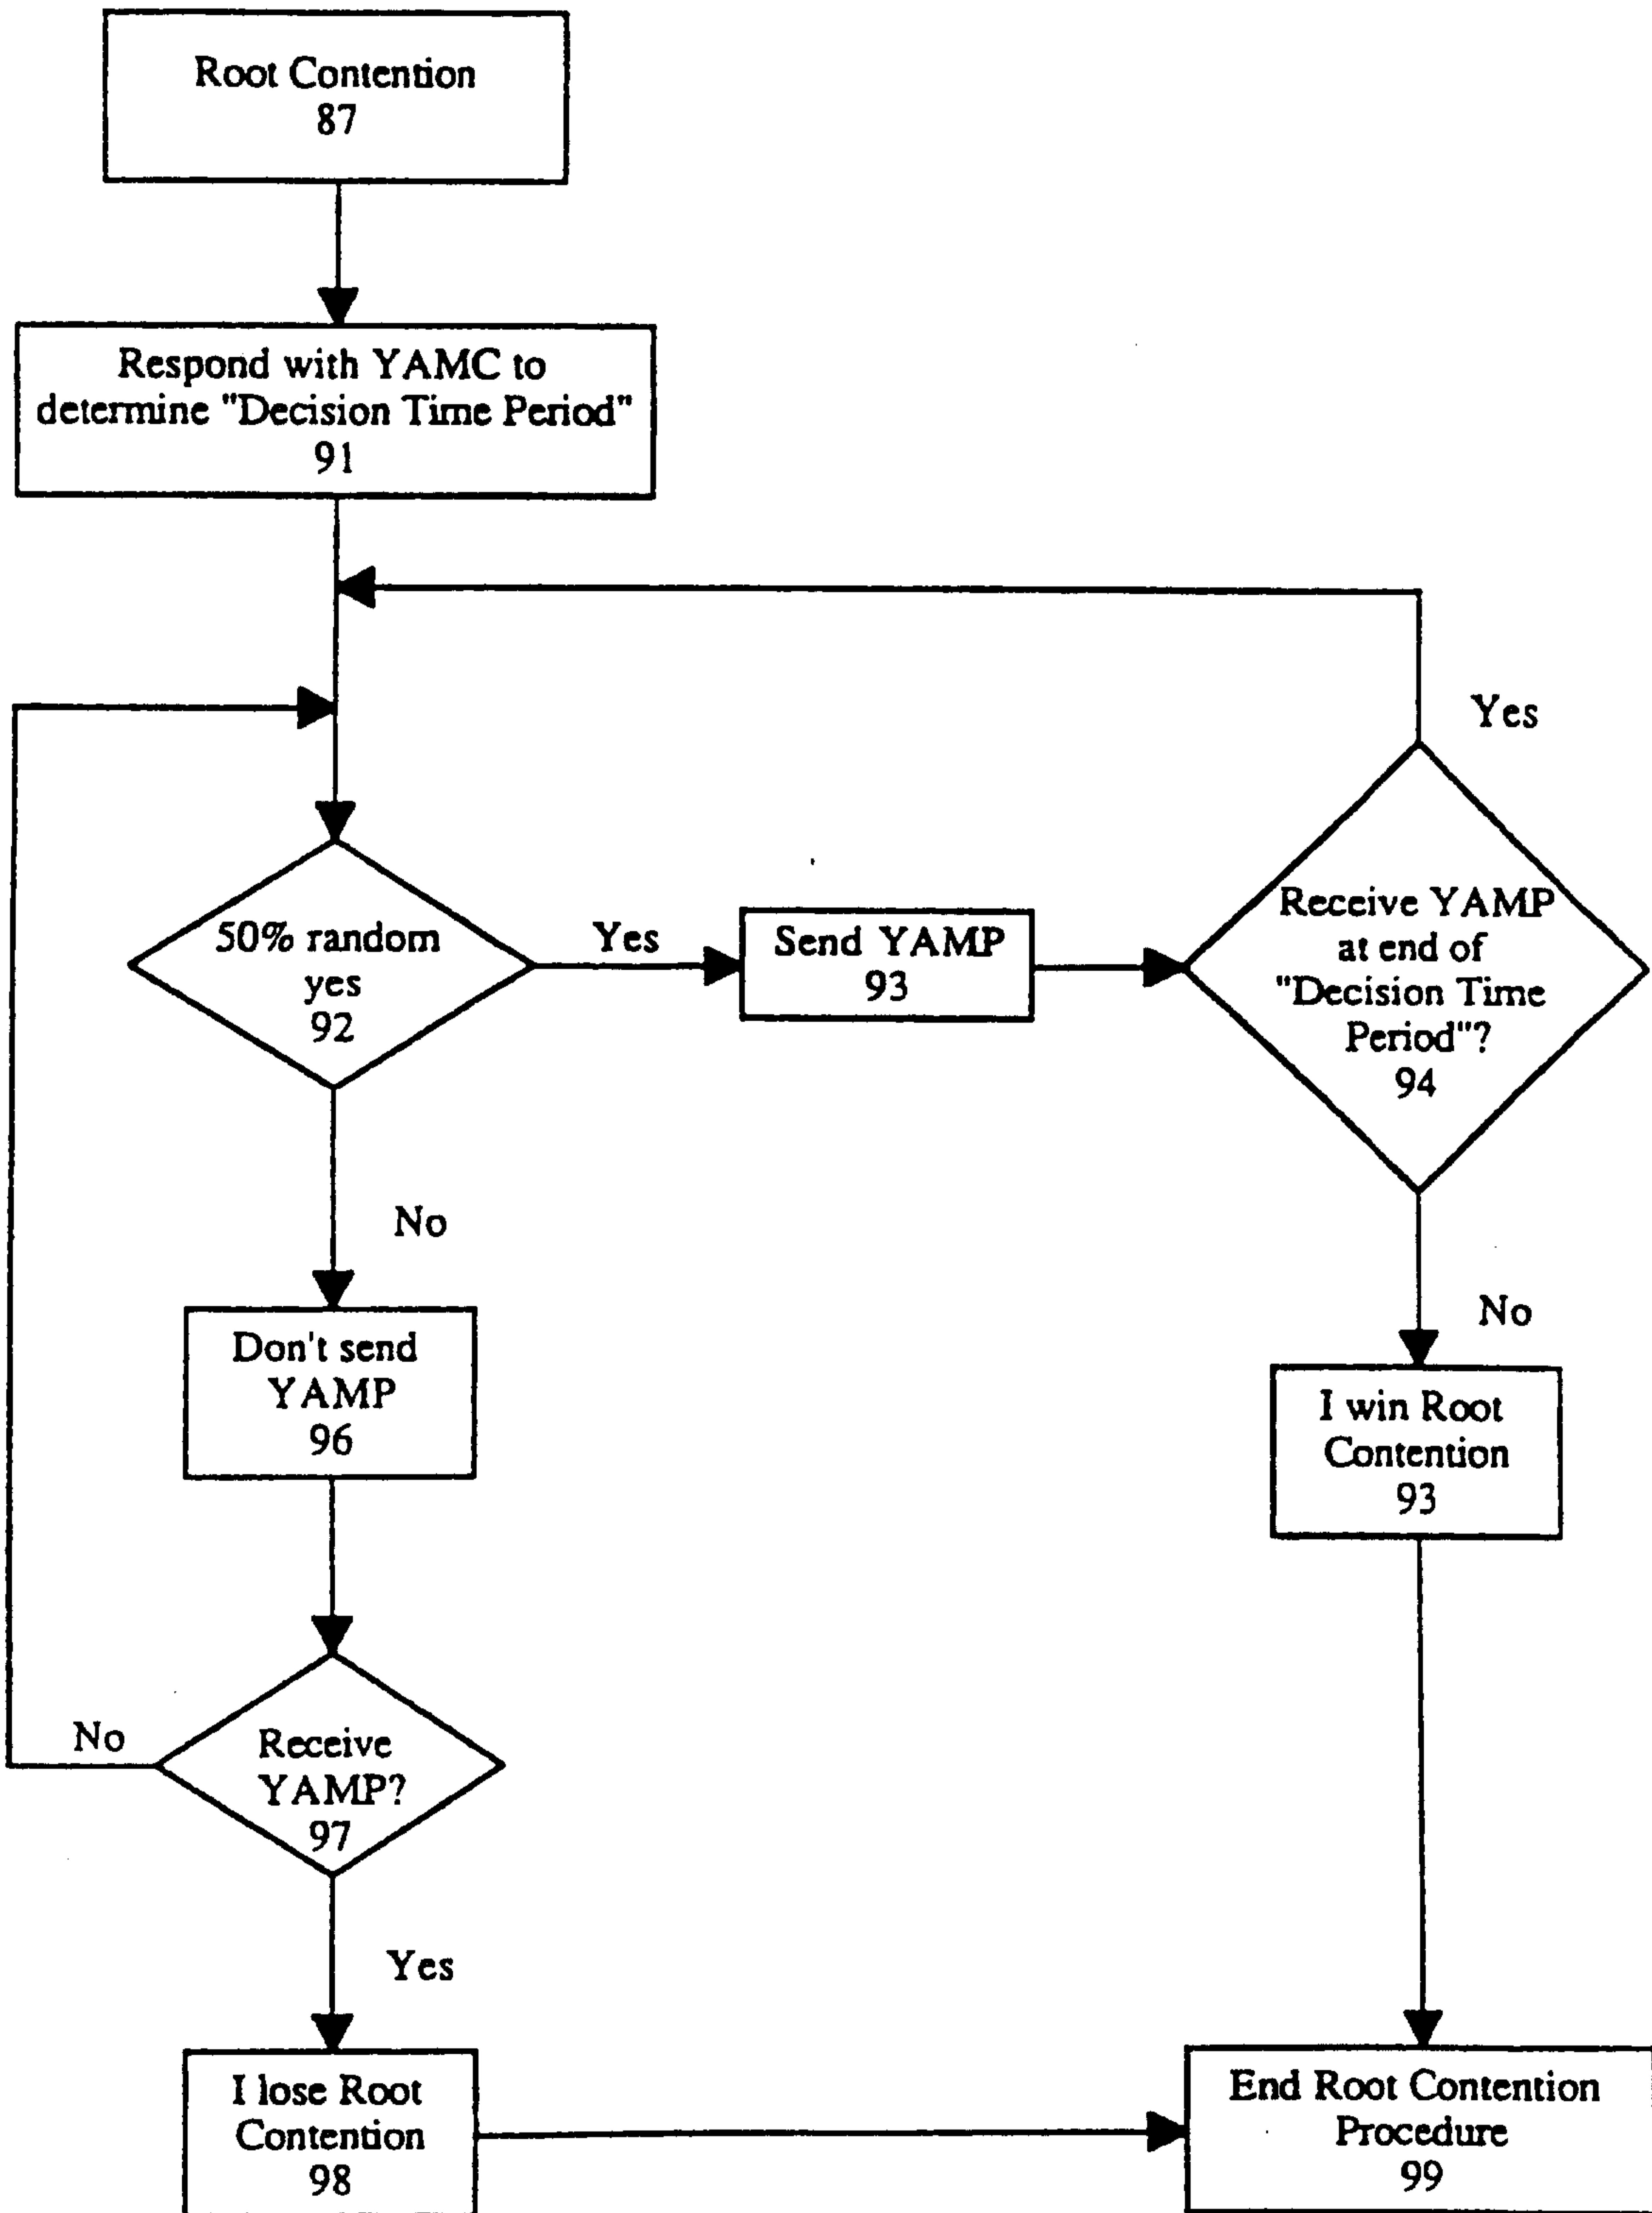 Root Contention
87
Respond with YAMC to
determine "Decision Time Period"
91
Yes
50% random
yes
92
Yes
Send YAMP
93
Receive YAMP
at end of
"Decision Time
Period"?
94
No
Don't send
YAMP
96
No
I win Root
Contention
93
No
Receive
YAMP?
97
Yes
I lose Root
Contention
98
End Root Contention
Procedure
99